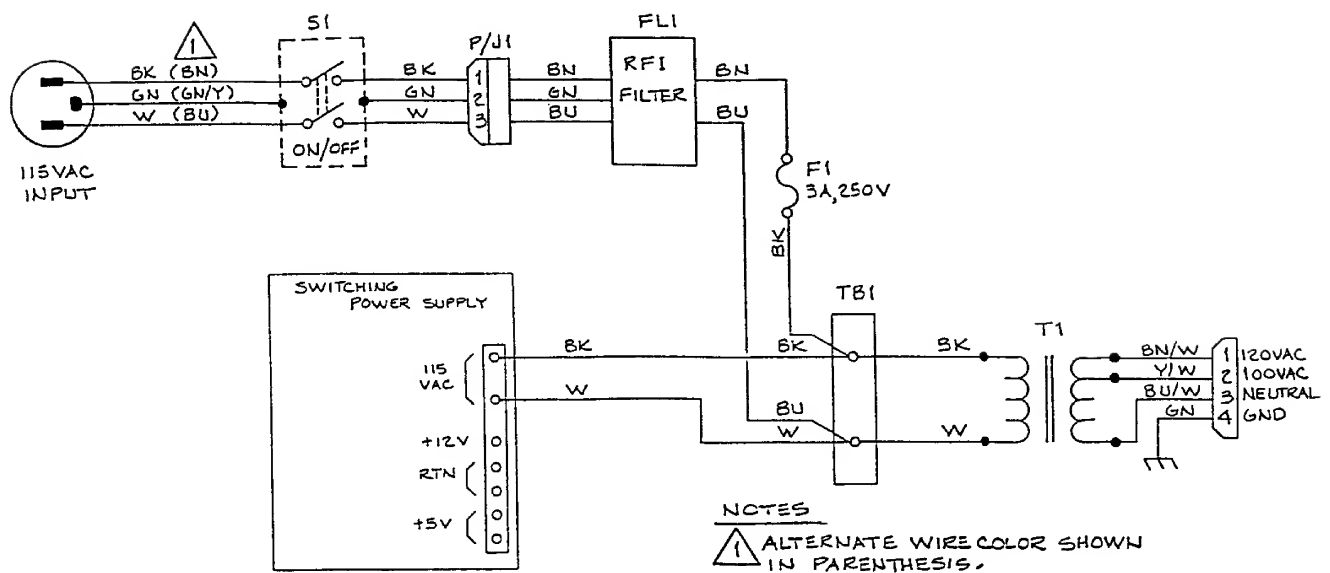 S1
FL1
P/J1
1
BK (BN)
GN (GN/Y)
W (BU)
BK
GN
W
1
2
3
BN
GN
BU
RFI
FILTER
BN
BU
ON/OFF
115VAC
INPUT
F1
3A, 250V
BK
SWITCHING
POWER SUPPLY
TB1
T1
115
VAC
BK
BK
BK
BN/W
1
120VAC
Y/W
2
100VAC
BU/W
3
NEUTRAL
GN
4
GND
W
BU
W
W
+12V
RTN
+5V
NOTES
1 ALTERNATE WIRE COLOR SHOWN
IN PARENTHESIS.